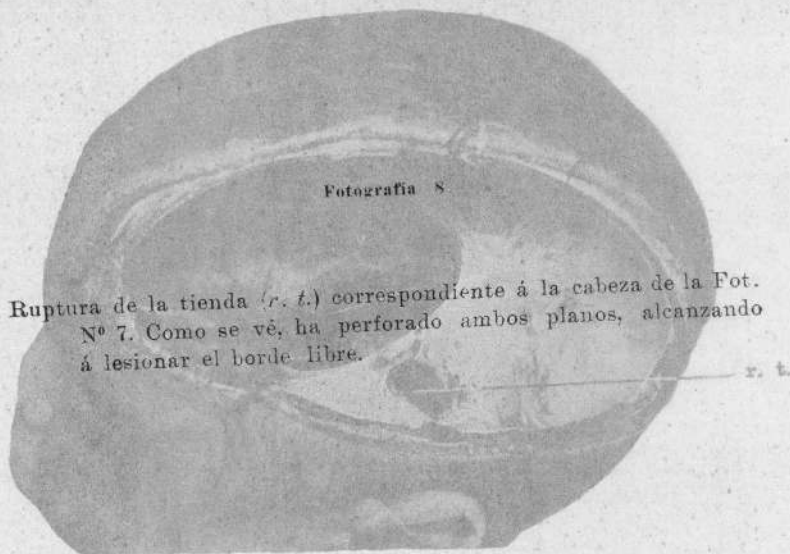 Fotografía 8
Ruptura de la tienda (r. t.) correspondiente á la cabeza de la Fot.
Nº 7. Como se vé, ha perforado ambos planos, alcanzando
á lesionar el borde libre.
r. t.